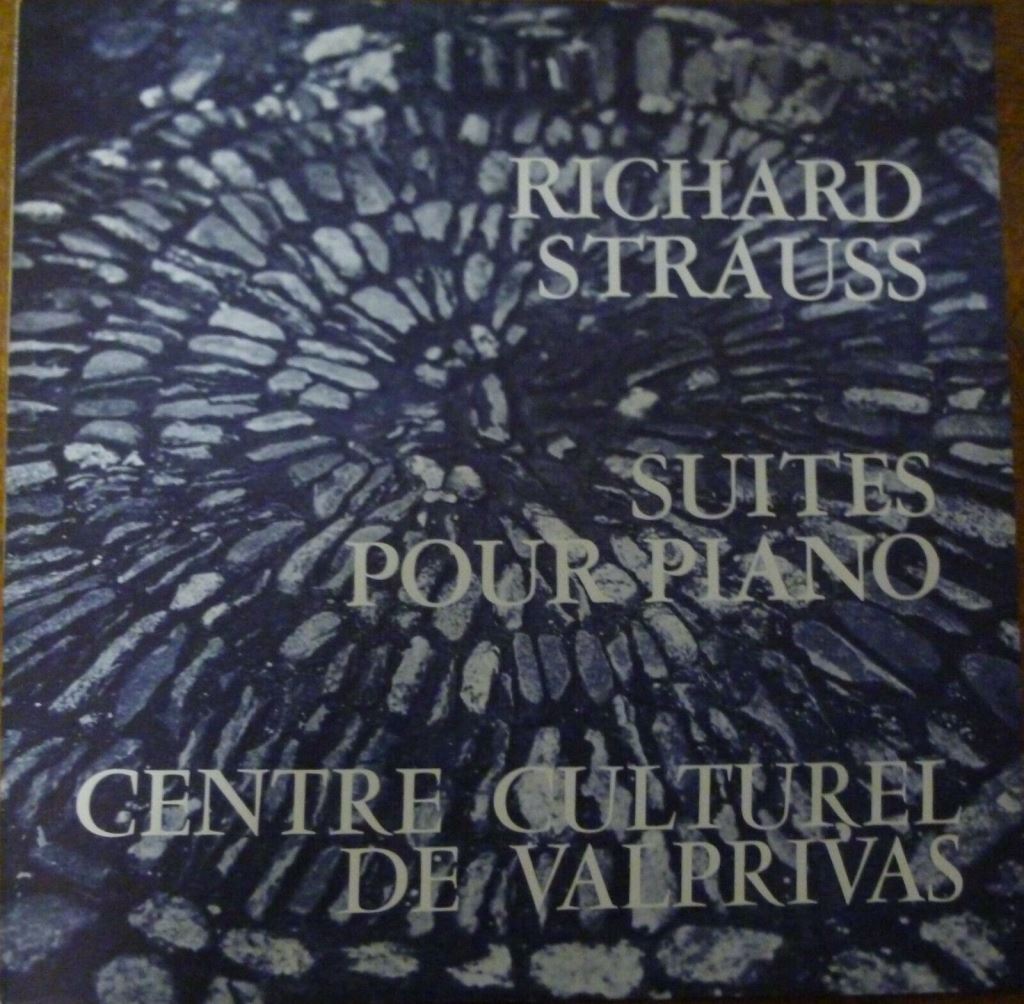 RICHARD
STRAUSS
SUITES
POUR PIANO
CENTRE CULTUREL
DE VALPRIVAS